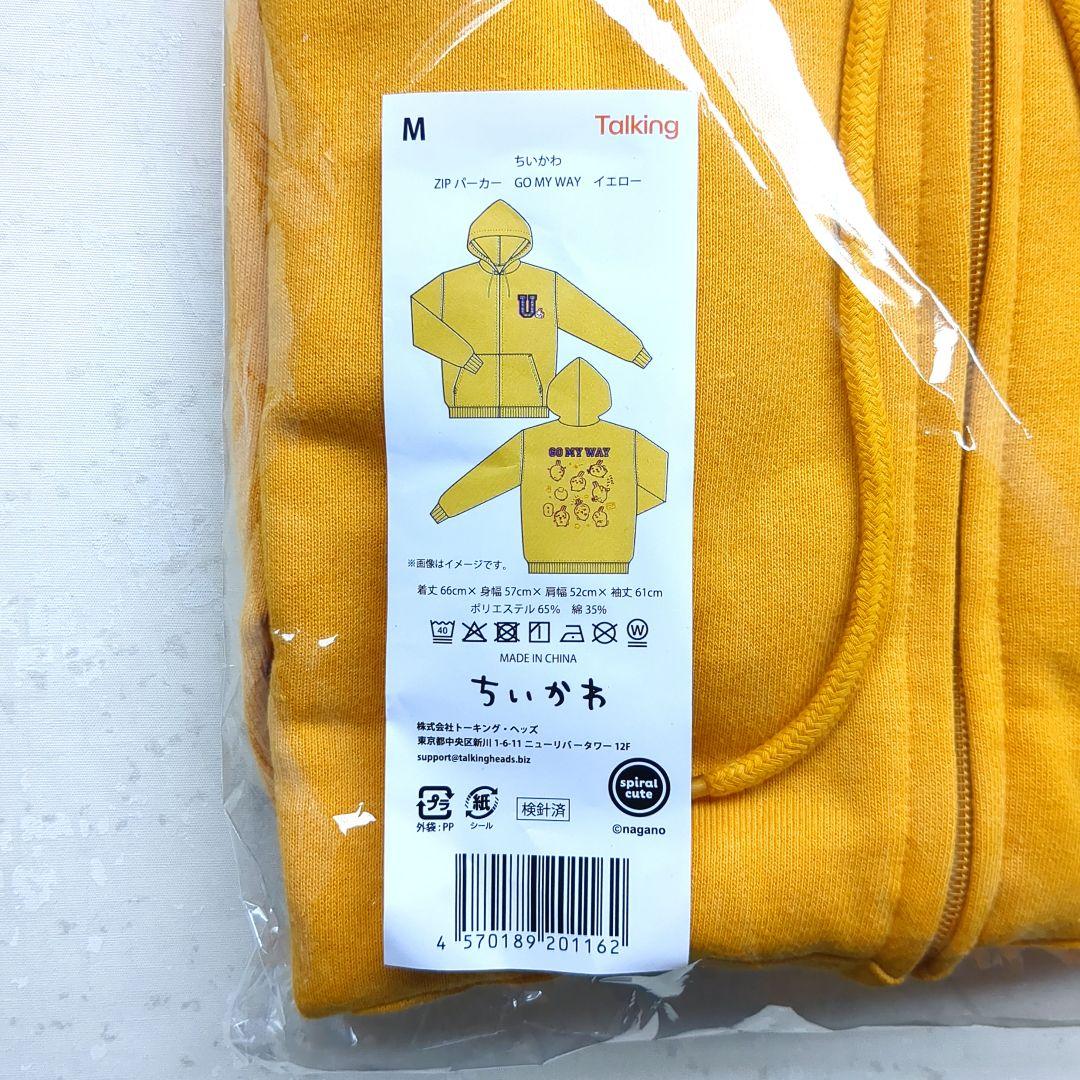 M
Talking
ちいかわ
ZIP パーカー　GO MY WAY　イエロー
U
GO MY WAY
※画像はイメージです。
着丈 66cm× 身幅 57cm× 肩幅 52cm× 袖丈 61cm
ポリエステル 65%　綿 35%
40
W
MADE IN CHINA
ちいかわ
株式会社トーキング・ヘッズ
東京都中央区新川 1-6-11 ニューリバータワー 12F
support@talkingheads.biz
spiral
cute
プラ
紙
検針済
外袋 : PP
シール
©nagano
4 570189 201162